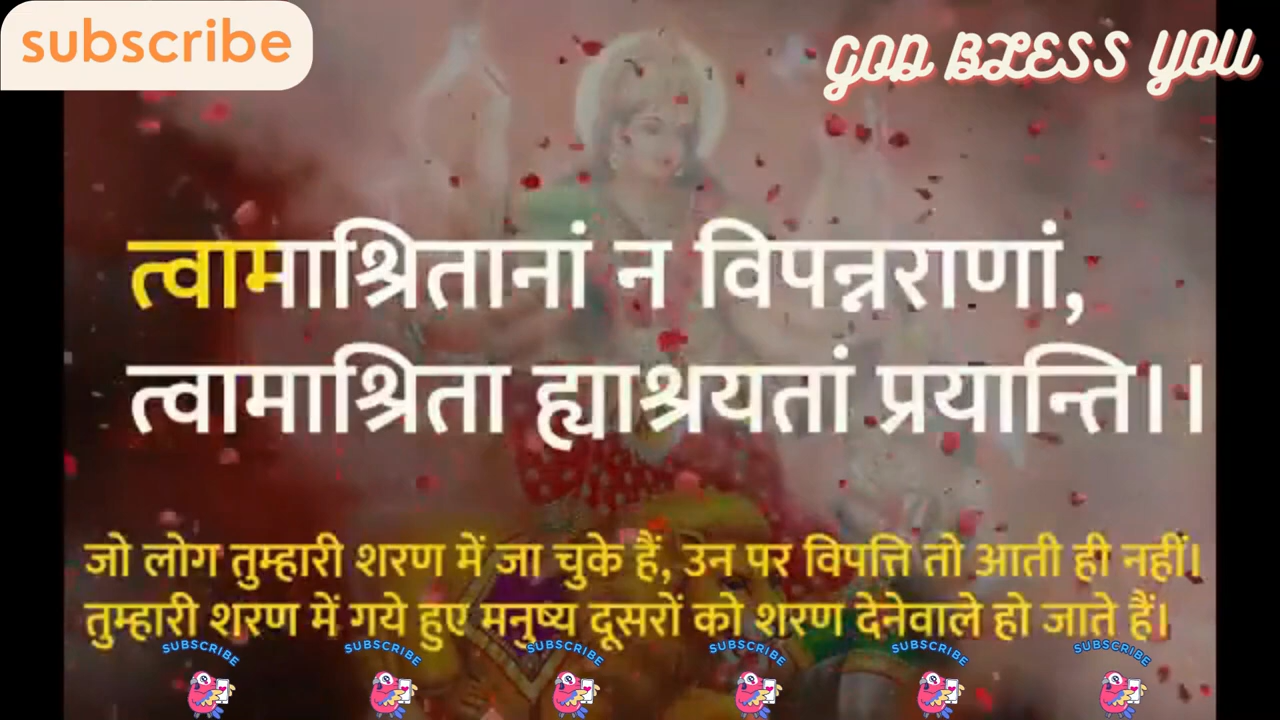 subscribe
GOD BLESS YOU
त्वामाश्रितानां न विपन्नराणां,
त्वामाश्रिता ह्याश्रयतां प्रयान्ति।।
जो लोग तुम्हारी शरण में जा चुके हैं, उन पर विपत्ति तो आती ही नहीं।
तुम्हारी शरण में गये हुए मनुष्य दूसरों को शरण देनेवाले हो जाते हैं।
SUBSCRIBE SUBSCRIBE SUBSCRIBE SUBSCRIBE SUBSCRIBE SUBSCRIBE